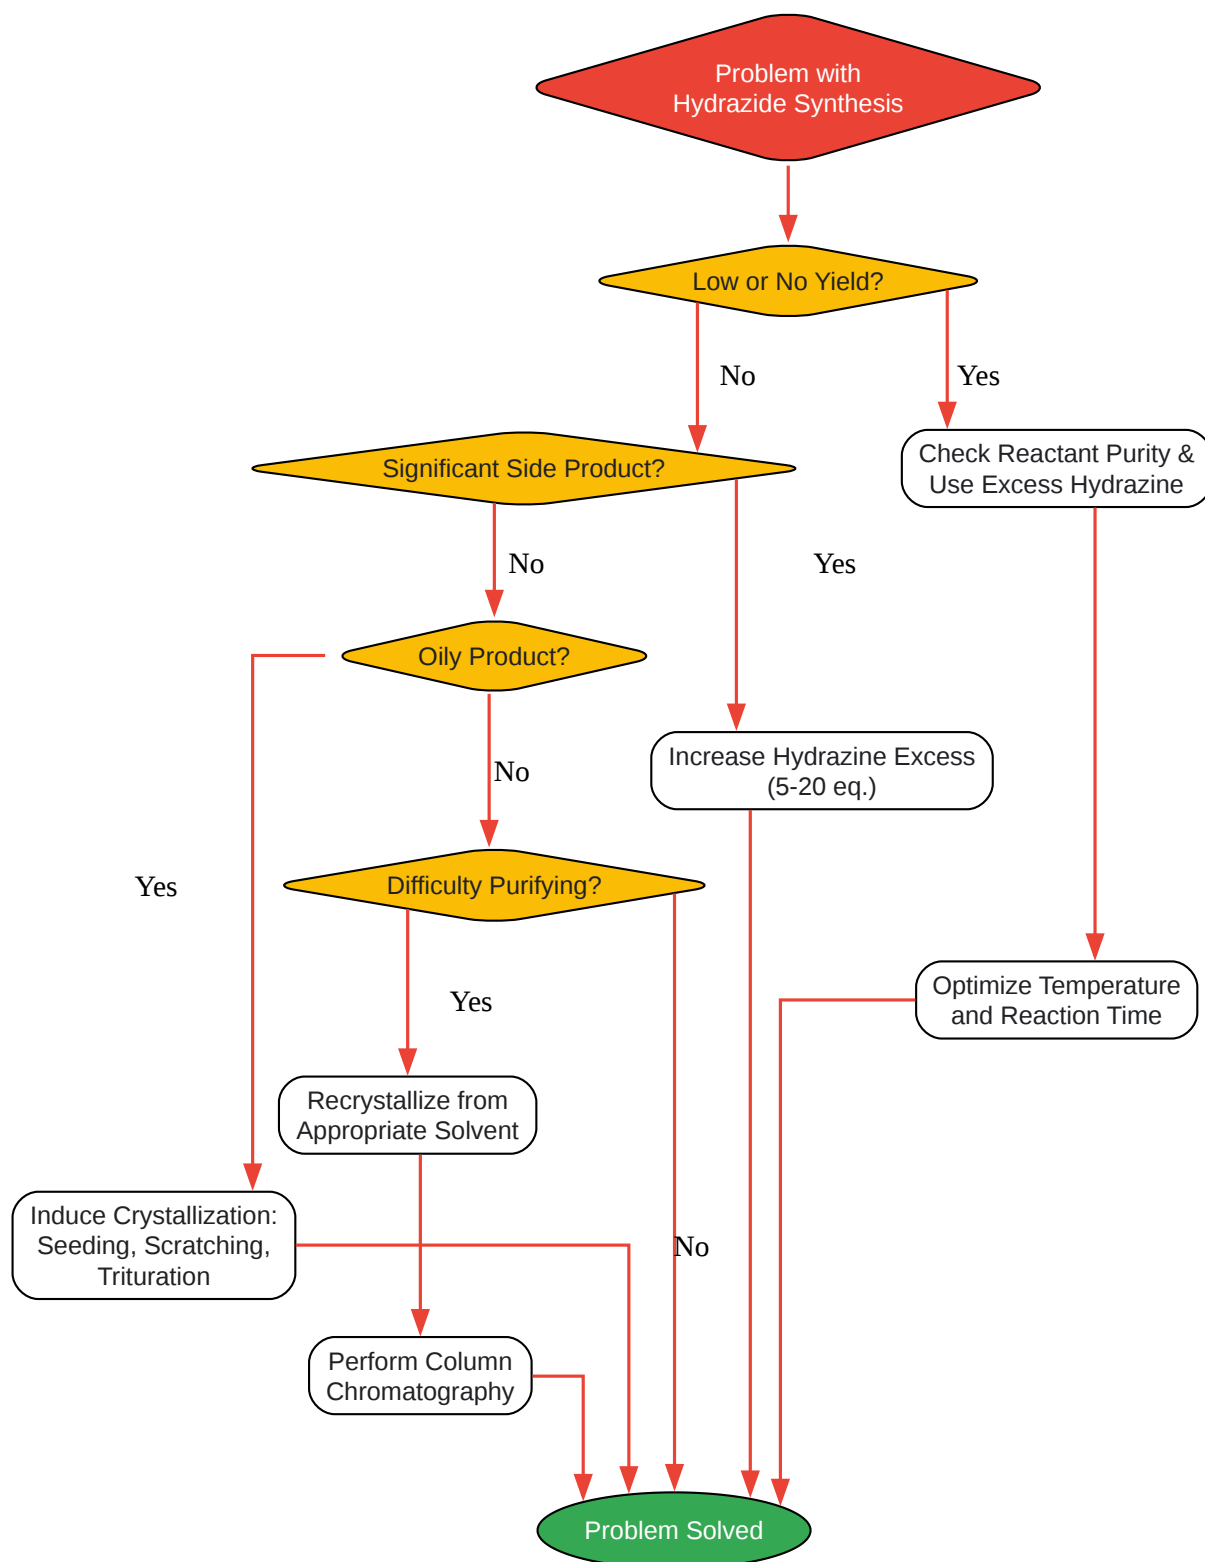 Problem with
Hydrazide Synthesis
Low or No Yield?
No
Yes
Check Reactant Purity &
Use Excess Hydrazine
Significant Side Product?
No
Yes
Oily Product?
No
Increase Hydrazine Excess
(5-20 eq.)
Yes
Difficulty Purifying?
Yes
Optimize Temperature
and Reaction Time
Recrystallize from
Appropriate Solvent
Induce Crystallization:
Seeding, Scratching,
Trituration
No
Perform Column
Chromatography
Problem Solved